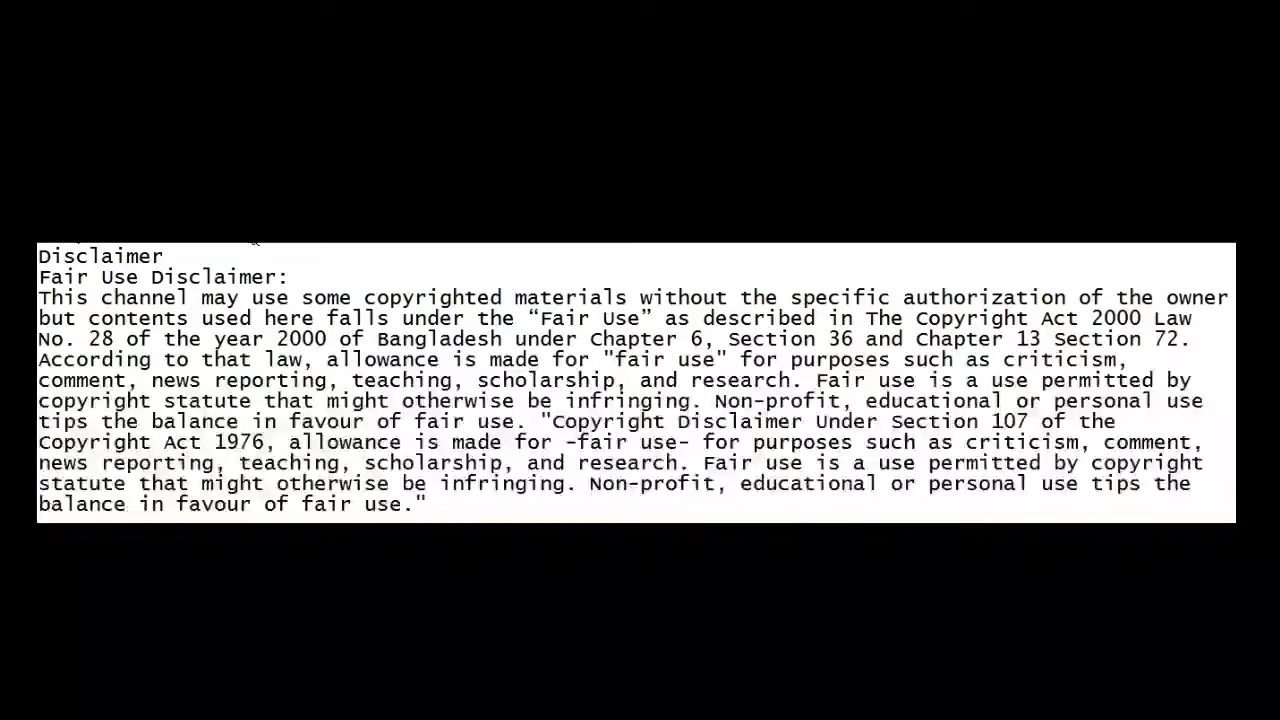 Disclaimer
Fair Use Disclaimer:
This channel may use some copyrighted materials without the specific authorization of the owner
but contents used here falls under the “Fair Use” as described in The Copyright Act 2000 Law
No. 28 of the year 2000 of Bangladesh under Chapter 6, Section 36 and Chapter 13 Section 72.
According to that law, allowance is made for "fair use" for purposes such as criticism,
comment, news reporting, teaching, scholarship, and research. Fair use is a use permitted by
copyright statute that might otherwise be infringing. Non-profit, educational or personal use
tips the balance in favour of fair use. "Copyright Disclaimer Under Section 107 of the
Copyright Act 1976, allowance is made for -fair use- for purposes such as criticism, comment,
news reporting, teaching, scholarship, and research. Fair use is a use permitted by copyright
statute that might otherwise be infringing. Non-profit, educational or personal use tips the
balance in favour of fair use."